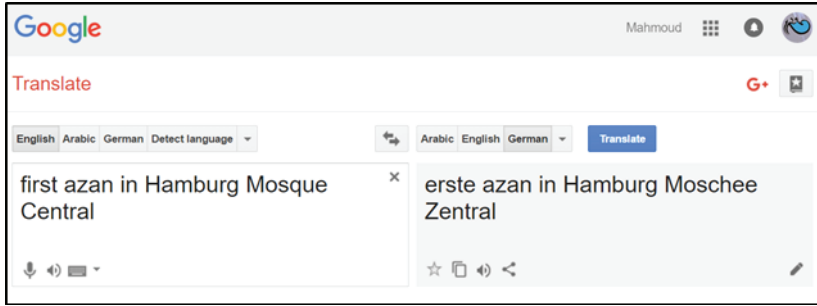 Google
Mahmoud
Translate
G+
English Arabic German Detect language
Arabic English German Translate
first azan in Hamburg Mosque
Central
erste azan in Hamburg Moschee
Zentral